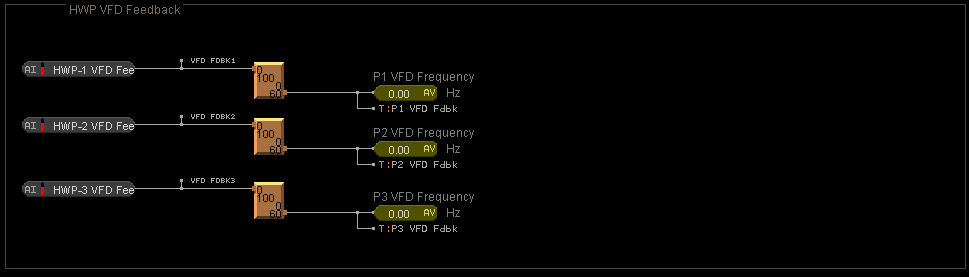 HWP VFD Feedback
VFD FDBK1
AI HWP-1 VFD Fee
0
100
0
60
P1 VFD Frequency
0.00 AV Hz
T:P1 VFD Fdbk
VFD FDBK2
AI HWP-2 VFD Fee
0
100
0
60
P2 VFD Frequency
0.00 AV Hz
T:P2 VFD Fdbk
VFD FDBK3
AI HWP-3 VFD Fee
0
100
0
60
P3 VFD Frequency
0.00 AV Hz
T:P3 VFD Fdbk